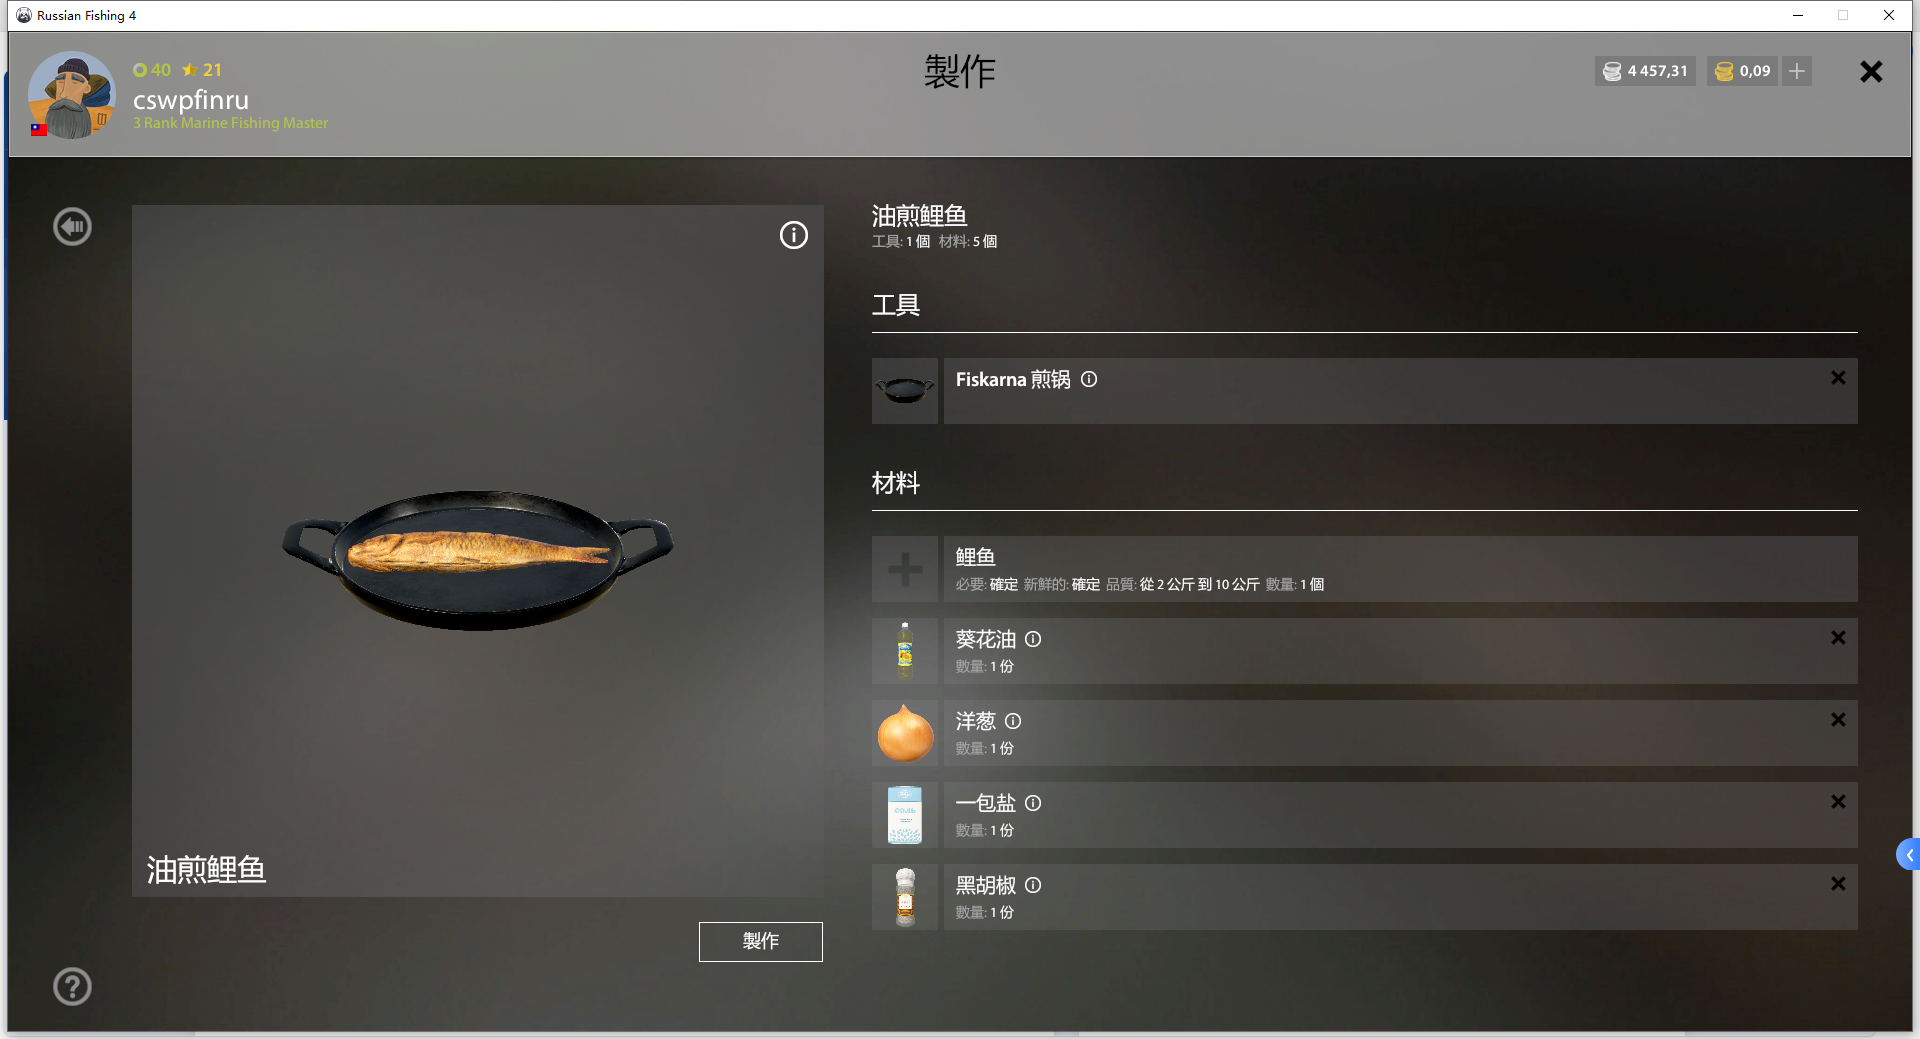 Russian Fishing 4
40 21
cswpfinru
3 Rank Marine Fishing Master
製作
4 457,31
0,09
油煎鲤鱼
工具: 1 個 材料: 5 個
工具
Fiskarna 煎锅
材料
鲤鱼
必要: 確定 新鮮的: 確定 品質: 從 2 公斤 到 10 公斤 數量: 1 個
葵花油
數量: 1 份
洋葱
數量: 1 份
一包盐
數量: 1 份
黑胡椒
數量: 1 份
油煎鲤鱼
製作